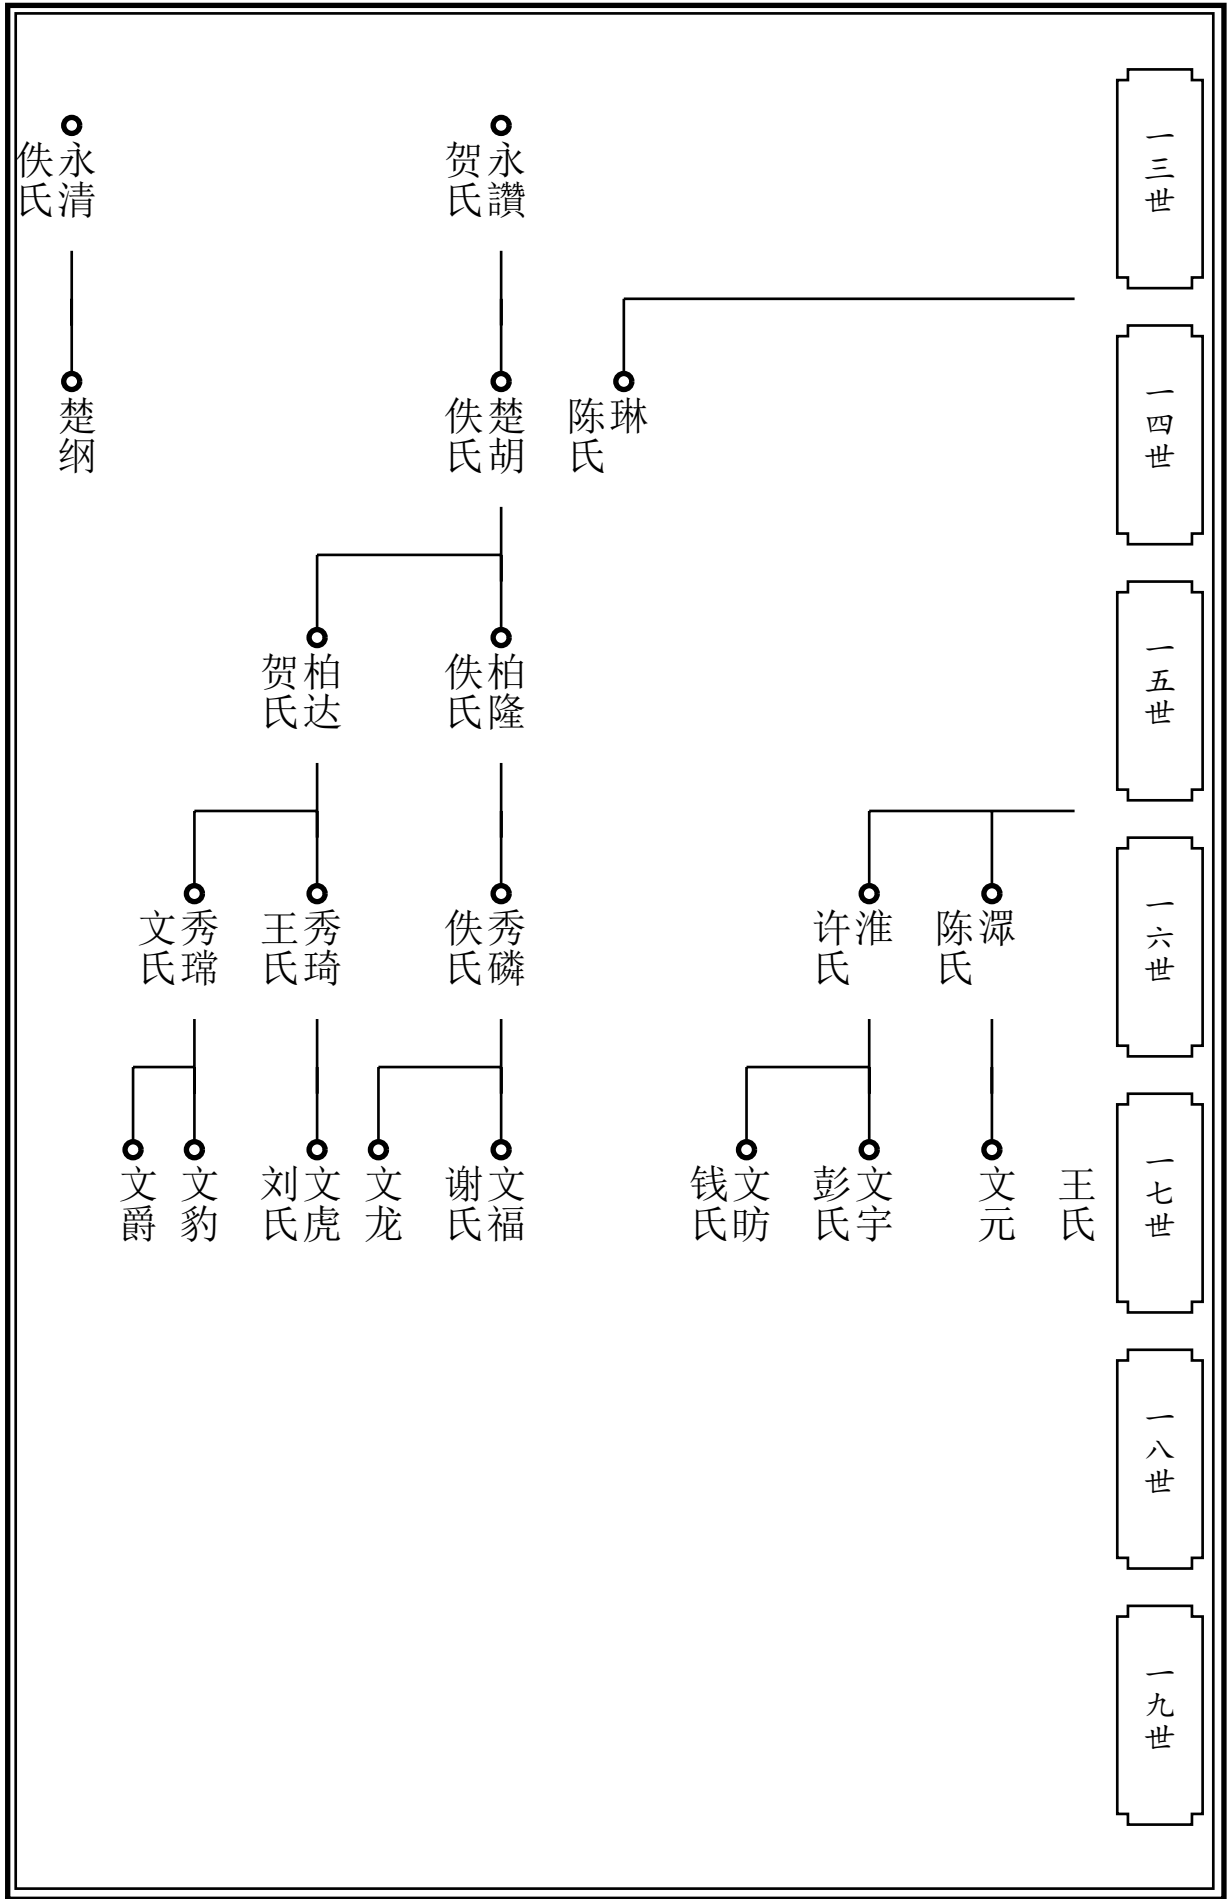 一三世
永讚
贺氏
永清
佚氏
一四世
琳
陈氏
楚胡
佚氏
楚纲
一五世
柏隆
佚氏
柏达
贺氏
一六世
陈氏
淮
许氏
秀磷
佚氏
秀琦
王氏
秀瑺
文氏
一七世
王氏
文元
文宇
彭氏
文昉
钱氏
文福
谢氏
文龙
文虎
刘氏
文豹
文爵
一八世
一九世